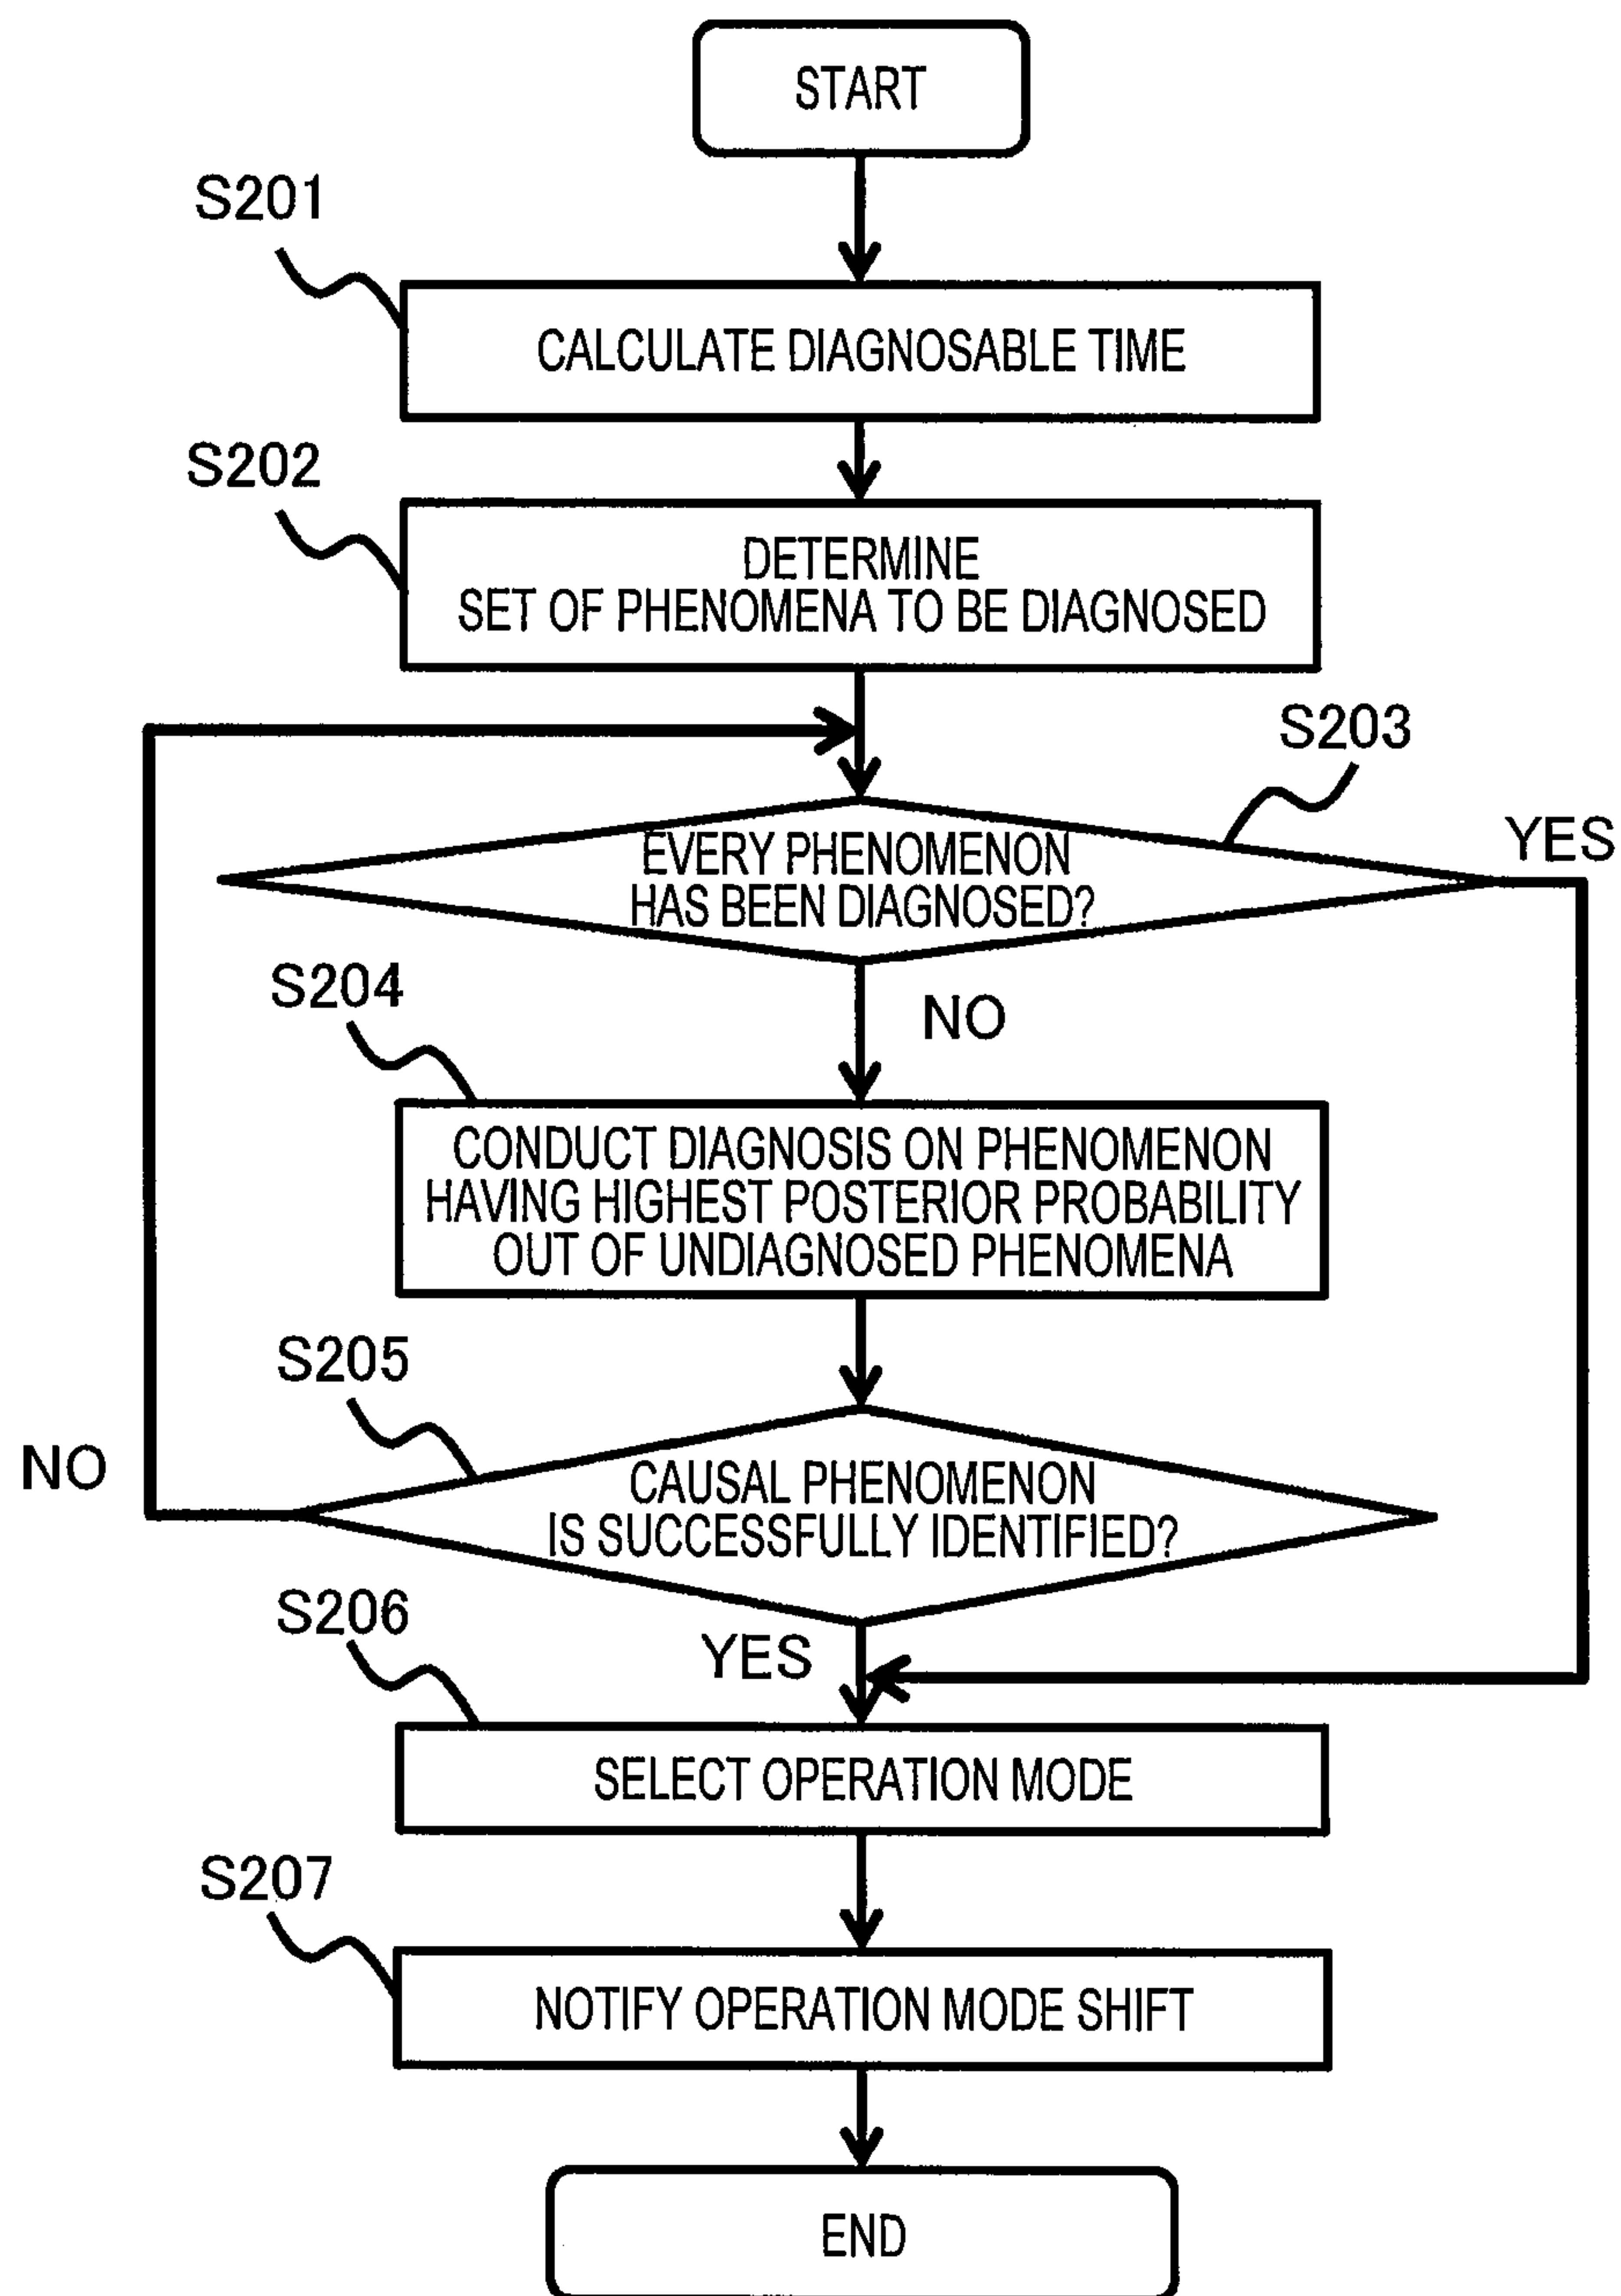 START
S201
CALCULATE DIAGNOSABLE TIME
S202
DETERMINE
SET OF PHENOMENA TO BE DIAGNOSED
S203
EVERY PHENOMENON
HAS BEEN DIAGNOSED?
YES
S204
NO
CONDUCT DIAGNOSIS ON PHENOMENON
HAVING HIGHEST POSTERIOR PROBABILITY
OUT OF UNDIAGNOSED PHENOMENA
S205
NO
CAUSAL PHENOMENON
IS SUCCESSFULLY IDENTIFIED?
S206
YES
SELECT OPERATION MODE
S207
NOTIFY OPERATION MODE SHIFT
END